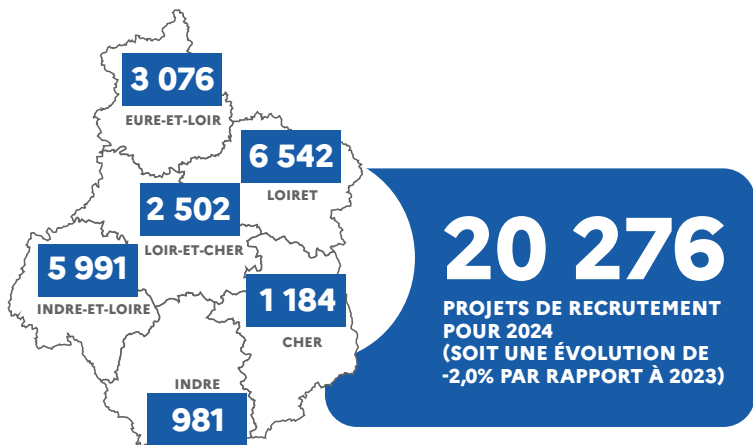 3 076
EURE-ET-LOIR
6 542
LOIRET
2 502
LOIR-ET-CHER
5 991
INDRE-ET-LOIRE
1 184
CHER
INDRE
981
20 276
PROJETS DE RECRUTEMENT
POUR 2024
(SOIT UNE ÉVOLUTION DE
-2,0% PAR RAPPORT À 2023)